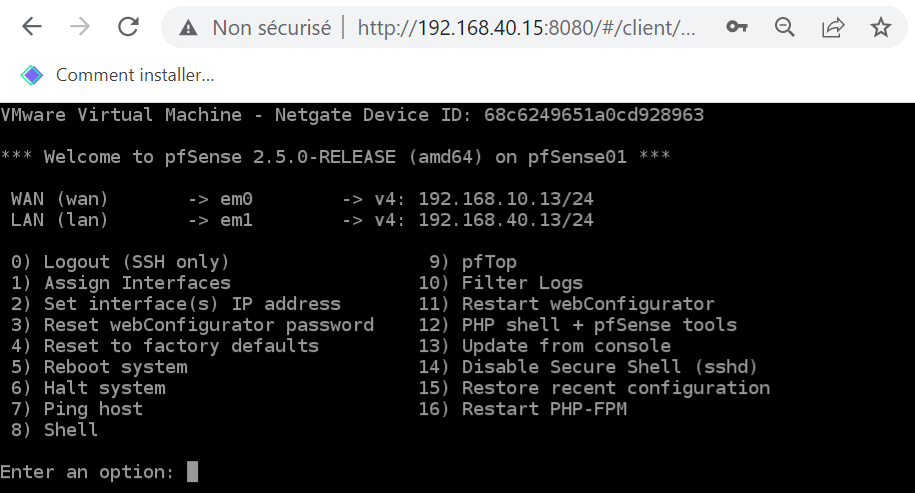 Non sécurisé | http://192.168.40.15:8080/#/client/...
Comment installer...
VMware Virtual Machine - Netgate Device ID: 68c6249651a0cd928963
*** Welcome to pfSense 2.5.0-RELEASE (amd64) on pfSense01 ***
WAN (wan) -> em0 -> v4: 192.168.10.13/24
LAN (lan) -> em1 -> v4: 192.168.40.13/24
0) Logout (SSH only) 9) pfTop
1) Assign Interfaces 10) Filter Logs
2) Set interface(s) IP address 11) Restart webConfigurator
3) Reset webConfigurator password 12) PHP shell + pfSense tools
4) Reset to factory defaults 13) Update from console
5) Reboot system 14) Disable Secure Shell (sshd)
6) Halt system 15) Restore recent configuration
7) Ping host 16) Restart PHP-FPM
8) Shell
Enter an option: